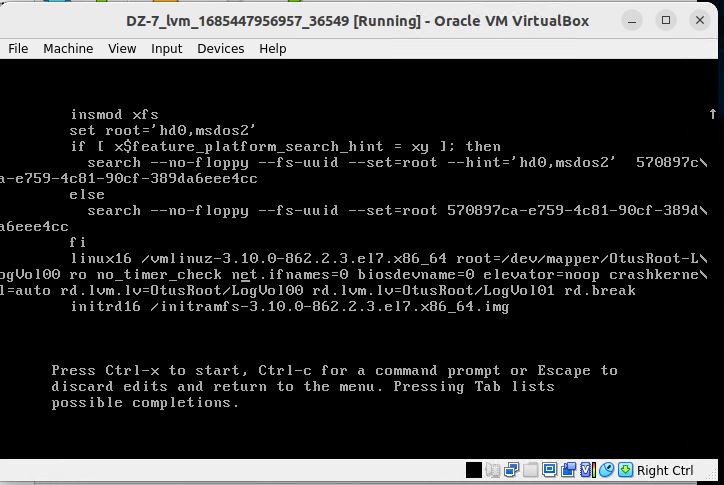 DZ-7_lvm_1685447956957_36549 [Running] - Oracle VM VirtualBox
File Machine View Input Devices Help
insmod xfs
set root='hd0,msdos2'
if [ x$feature_platform_search_hint = xy ]; then
search --no-floppy --fs-uuid --set=root --hint='hd0,msdos2'  570897c\
a-e759-4c81-90cf-389da6eee4cc
else
search --no-floppy --fs-uuid --set=root 570897ca-e759-4c81-90cf-389d\
a6eee4cc
fi
linux16 /vmlinuz-3.10.0-862.2.3.el7.x86_64 root=/dev/mapper/OtusRoot-L\
ogVol00 ro no_timer_check net.ifnames=0 biosdevname=0 elevator=noop crashkerne\
l=auto rd.lvm.lv=OtusRoot/LogVol00 rd.lvm.lv=OtusRoot/LogVol01 rd.break
initrd16 /initramfs-3.10.0-862.2.3.el7.x86_64.img
Press Ctrl-x to start, Ctrl-c for a command prompt or Escape to
discard edits and return to the menu. Pressing Tab lists
possible completions.
Right Ctrl